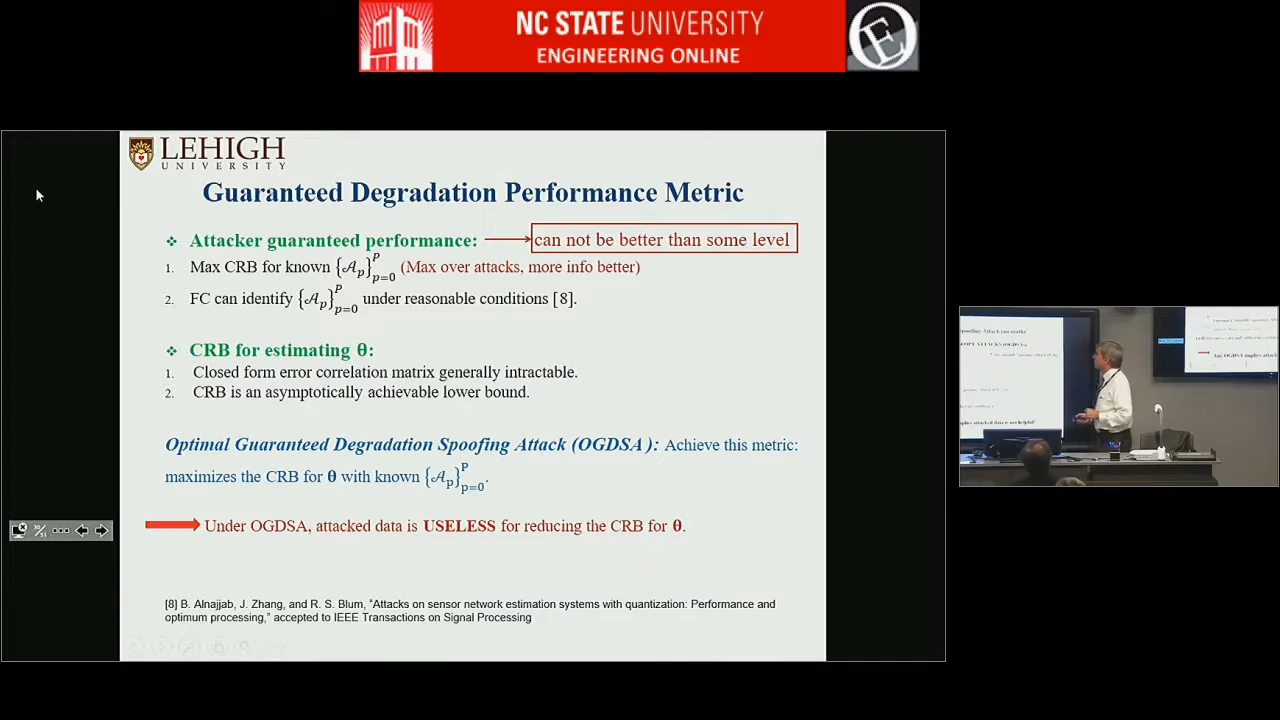 NC STATE UNIVERSITY
ENGINEERING ONLINE
LEHIGH
UNIVERSITY
Guaranteed Degradation Performance Metric
❖ Attacker guaranteed performance: can not be better than some level
1. Max CRB for known {𝒜ₚ}ᴾₚ₌₀ (Max over attacks, more info better)
2. FC can identify {𝒜ₚ}ᴾₚ₌₀ under reasonable conditions [8].
❖ CRB for estimating θ:
1. Closed form error correlation matrix generally intractable.
2. CRB is an asymptotically achievable lower bound.
Optimal Guaranteed Degradation Spoofing Attack (OGDSA): Achieve this metric:
maximizes the CRB for θ with known {𝒜ₚ}ᴾₚ₌₀.
Under OGDSA, attacked data is USELESS for reducing the CRB for θ.
[8] B. Alnajjab, J. Zhang, and R. S. Blum, “Attacks on sensor network estimation systems with quantization: Performance and
optimum processing,” accepted to IEEE Transactions on Signal Processing